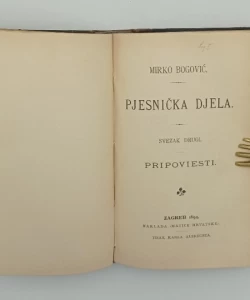 MIRKO BOGOVIĆ.
PJESNIČKA DJELA.
SVEZAK DRUGI.
PRIPOVIESTI.
ZAGREB
NAKLADA MATICE HRVATSKE.